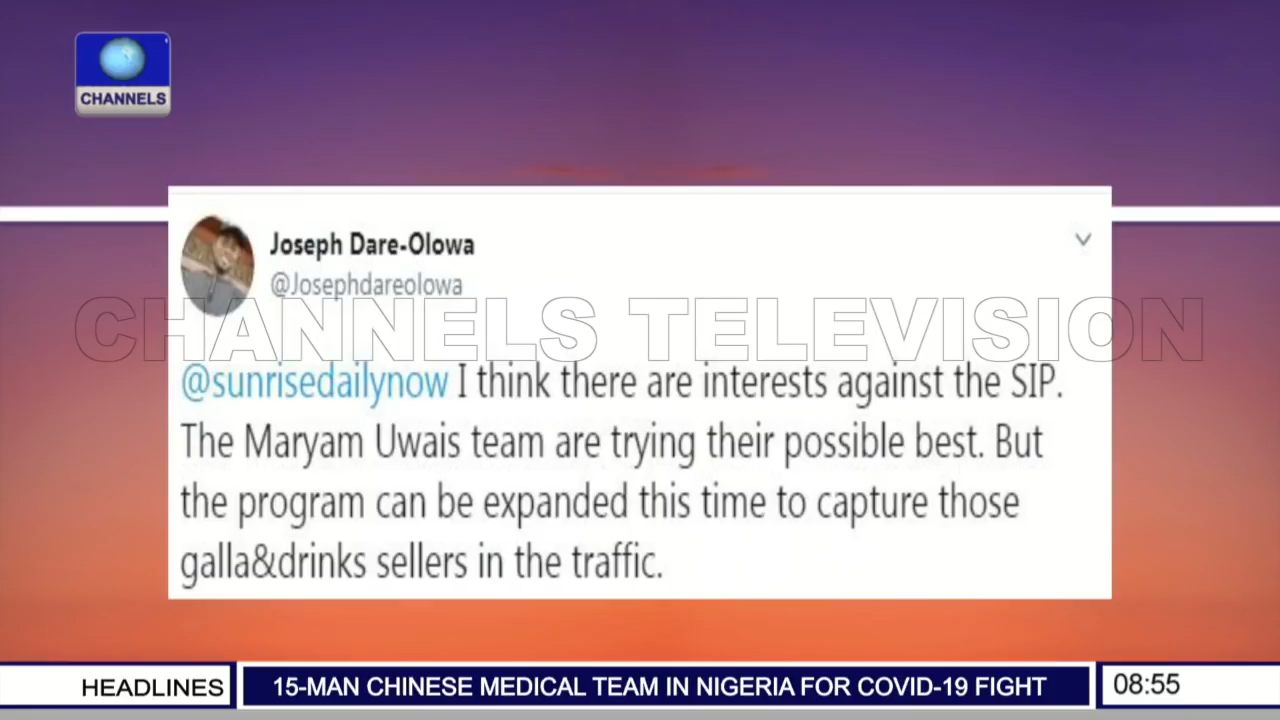 CHANNELS
Joseph Dare-Olowa
@Josephdareolowa
CHANNELS TELEVISION
@sunrisedailynow I think there are interests against the SIP.
The Maryam Uwais team are trying their possible best. But
the program can be expanded this time to capture those
galla&drinks sellers in the traffic.
HEADLINES
15-MAN CHINESE MEDICAL TEAM IN NIGERIA FOR COVID-19 FIGHT
08:55